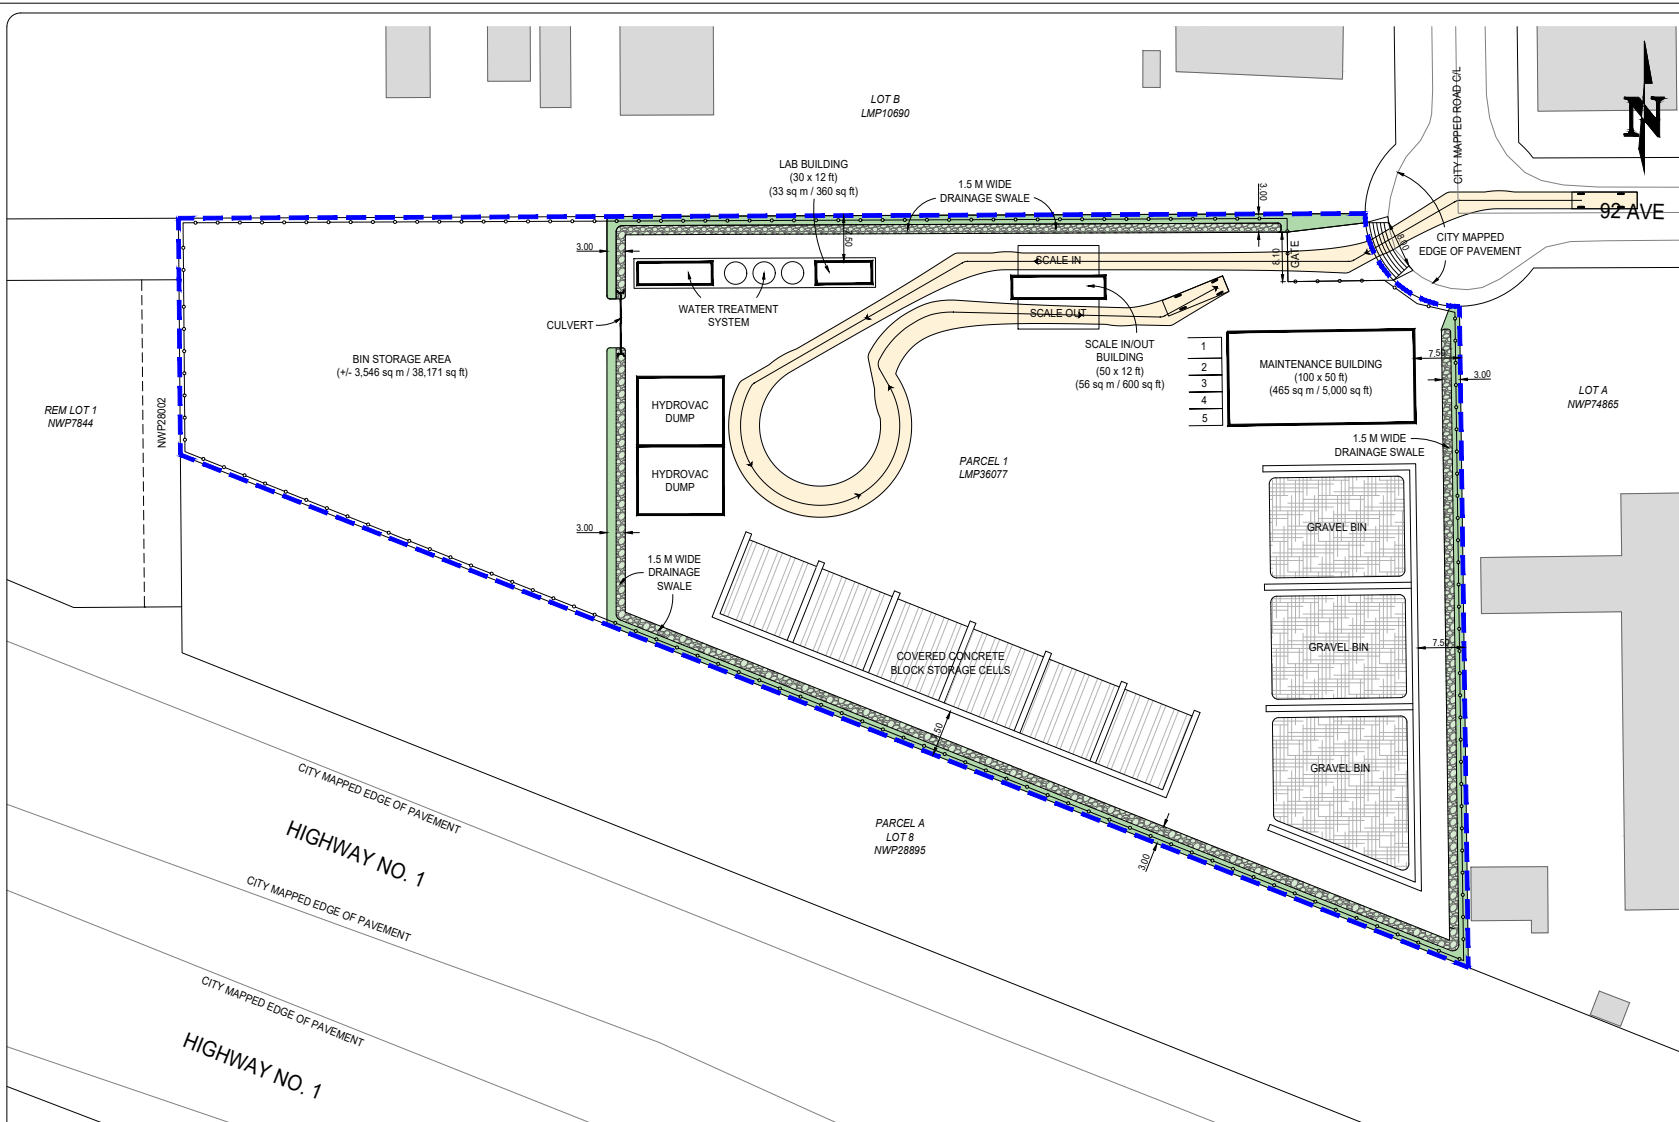 LOT B
LMP10690
CITY MAPPED ROAD C/L
N
LAB BUILDING
(30 x 12 ft)
(33 sq m / 360 sq ft)
1.5 M WIDE
DRAINAGE SWALE
3.00
92 AVE
7.50
3.00
8.10
GATE
CITY MAPPED
EDGE OF PAVEMENT
SCALE IN
WATER TREATMENT
SYSTEM
SCALE OUT
CULVERT
SCALE IN/OUT
BUILDING
(50 x 12 ft)
(56 sq m / 600 sq ft)
1
2
3
4
5
MAINTENANCE BUILDING
(100 x 50 ft)
(465 sq m / 5,000 sq ft)
7.50
3.00
BIN STORAGE AREA
(+/- 3,546 sq m / 38,171 sq ft)
LOT A
NWP74865
REM LOT 1
NWP7844
NWP28002
HYDROVAC
DUMP
HYDROVAC
DUMP
PARCEL 1
LMP36077
1.5 M WIDE
DRAINAGE SWALE
3.00
GRAVEL BIN
1.5 M WIDE
DRAINAGE
SWALE
COVERED CONCRETE
BLOCK STORAGE CELLS
GRAVEL BIN
7.50
GRAVEL BIN
CITY MAPPED EDGE OF PAVEMENT
HIGHWAY NO. 1
PARCEL A
LOT 8
NWP28895
3.00
CITY MAPPED EDGE OF PAVEMENT
CITY MAPPED EDGE OF PAVEMENT
HIGHWAY NO. 1